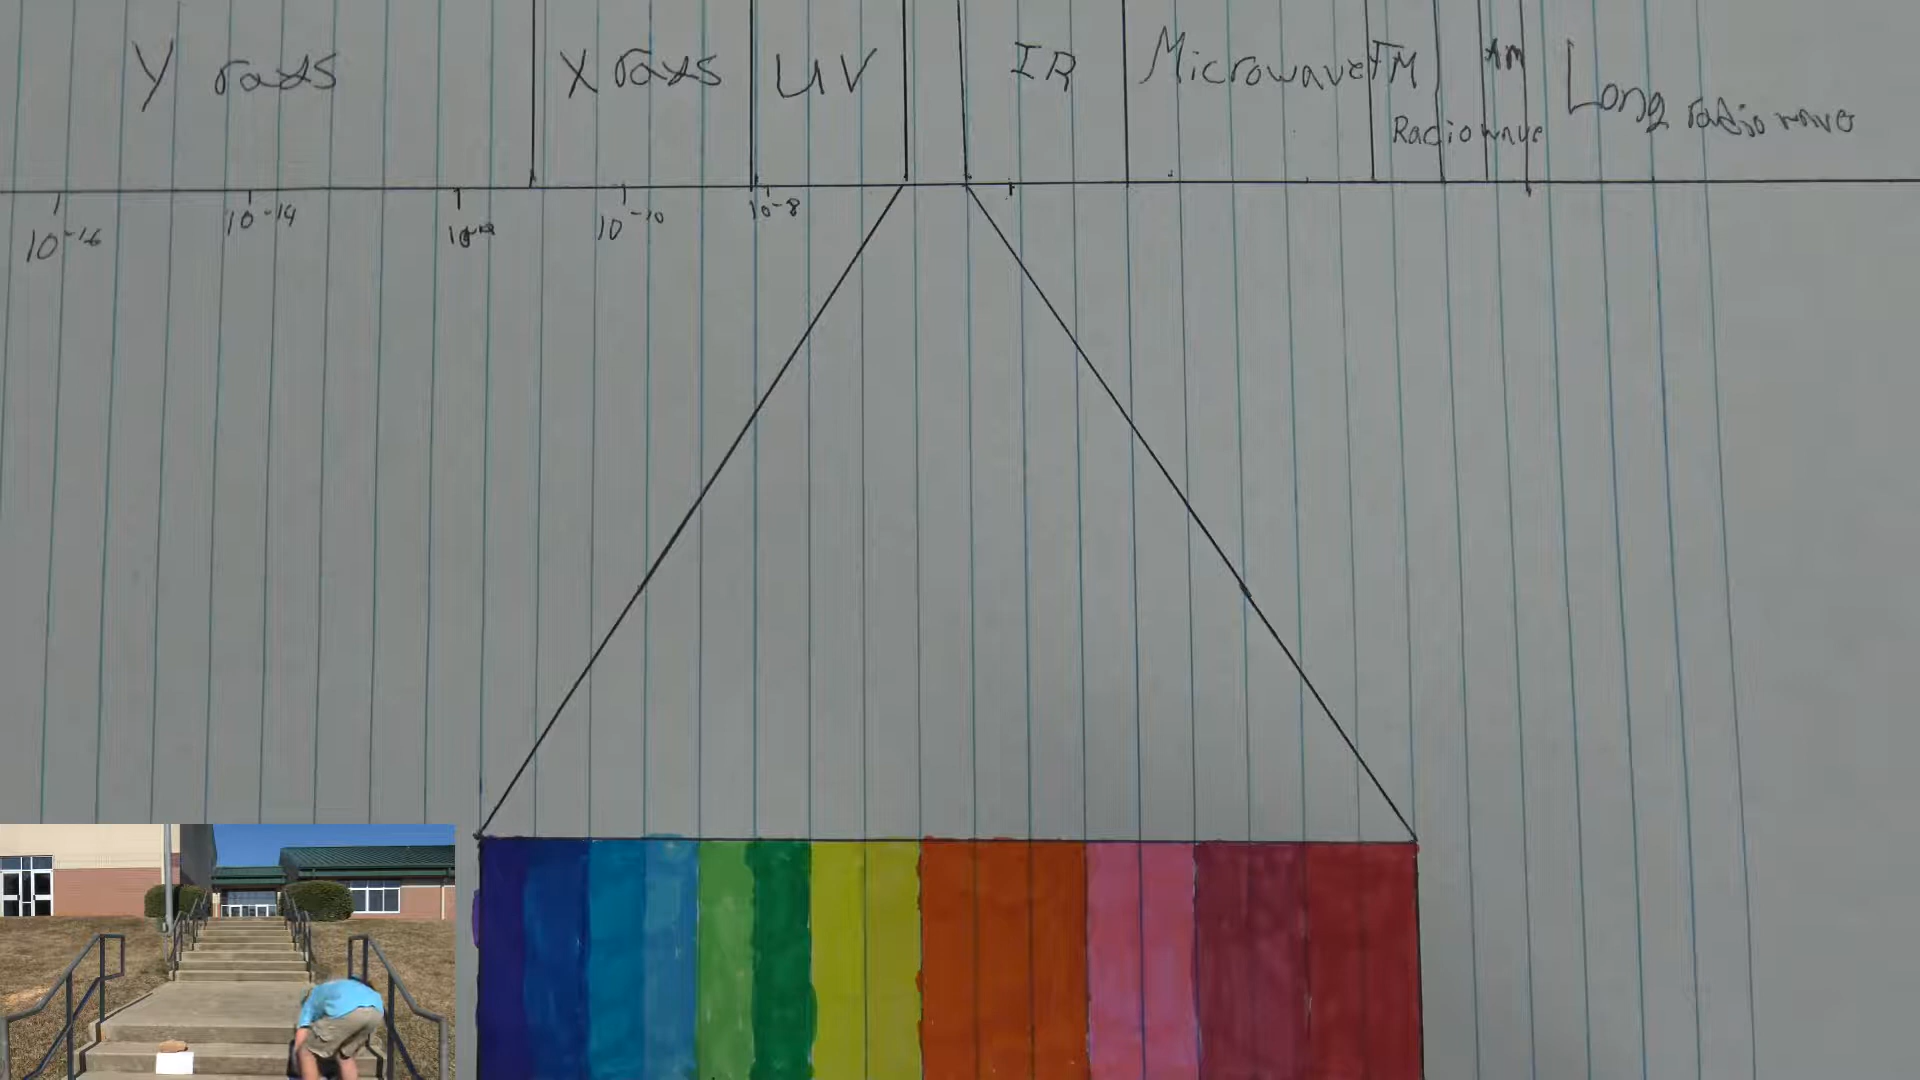 γ rays X rays UV IR Microwave FM AM Long radio wave
Radio wave
10-16 10-14 10-10 10-8